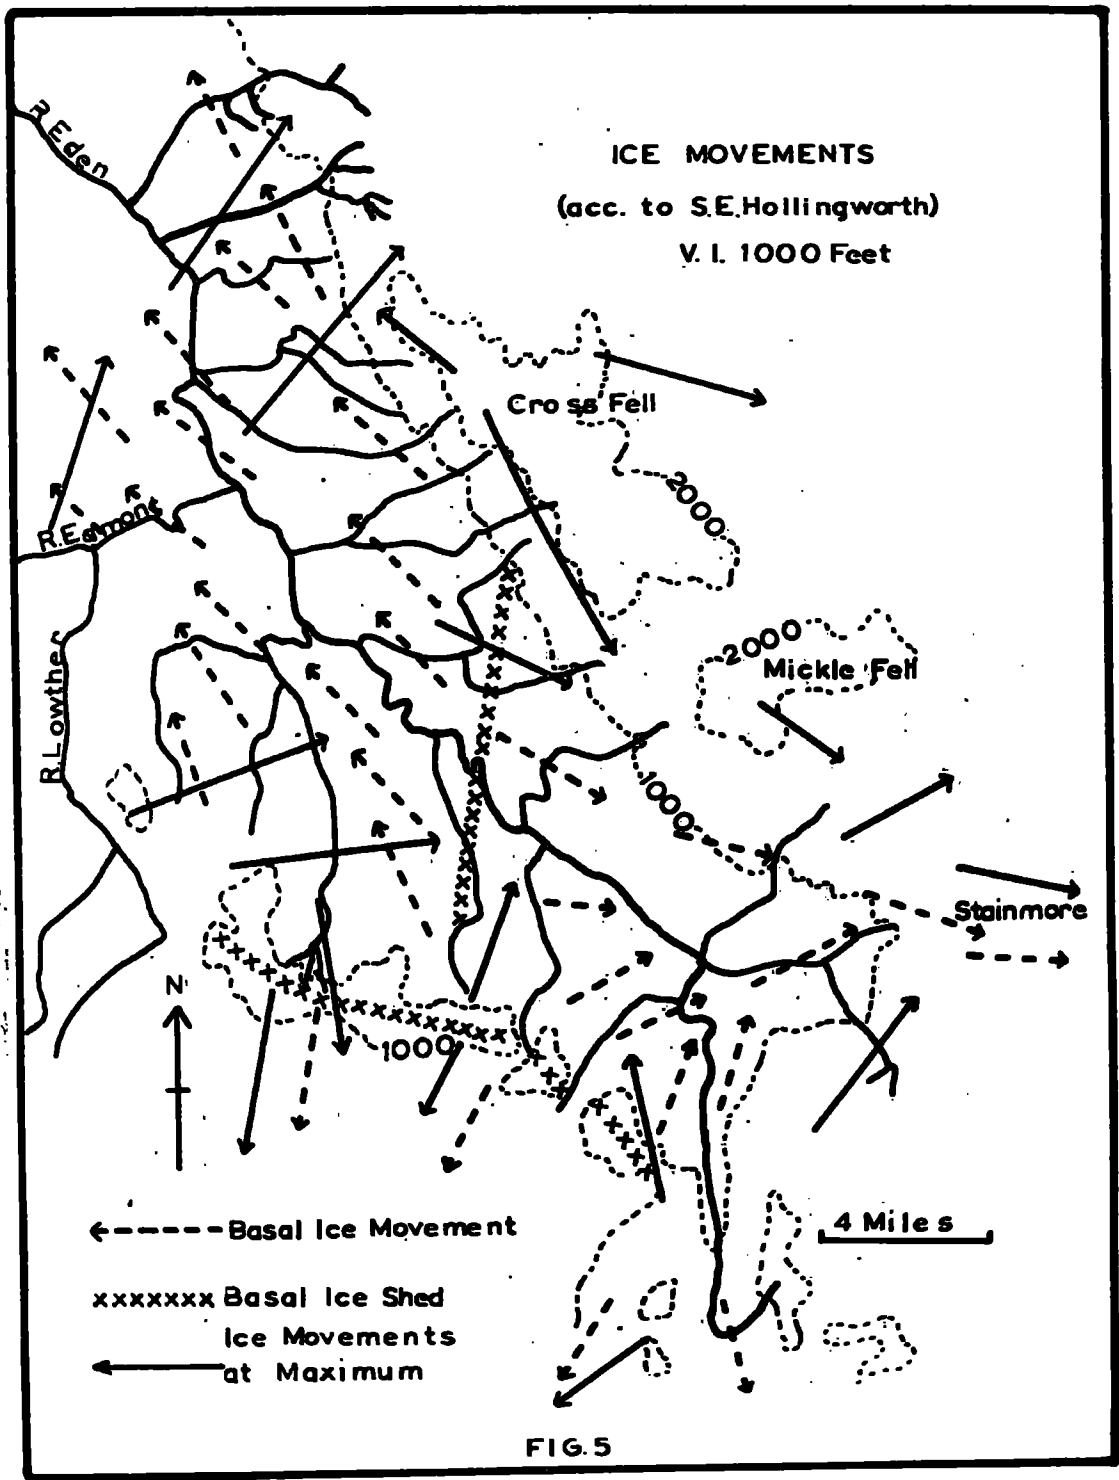 R.Eden
ICE MOVEMENTS
(acc. to S.E.Hollingworth)
V. I. 1000 Feet
Cross Fell
2000
R.Eamont
2000
Mickle Fell
R.Lowther
1000
Stainmore
N
1000
Basal Ice Movement
4 Miles
Basal Ice Shed
Ice Movements
at Maximum
FIG.5